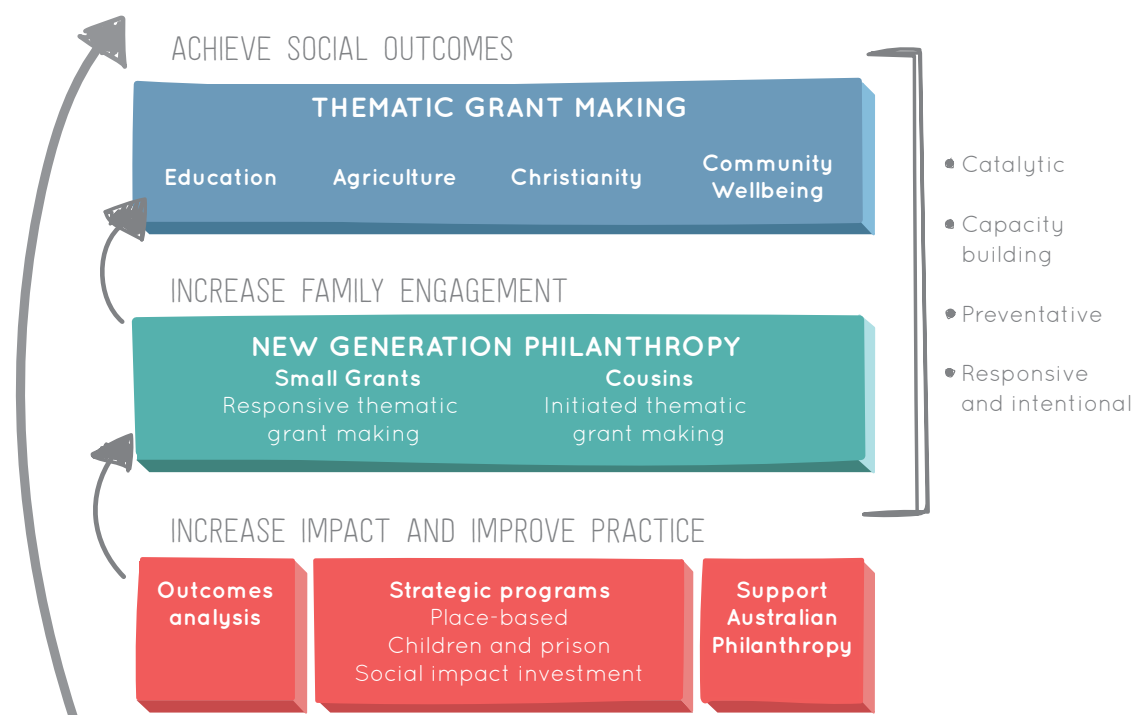 ACHIEVE SOCIAL OUTCOMES
THEMATIC GRANT MAKING
Education
Agriculture
Christianity
Community
Wellbeing
INCREASE FAMILY ENGAGEMENT
NEW GENERATION PHILANTHROPY
Small Grants
Responsive thematic
grant making
Cousins
Initiated thematic
grant making
INCREASE IMPACT AND IMPROVE PRACTICE
Outcomes
analysis
Strategic programs
Place-based
Children and prison
Social impact investment
Support
Australian
Philanthropy
• Catalytic
• Capacity
building
• Preventative
• Responsive
and intentional